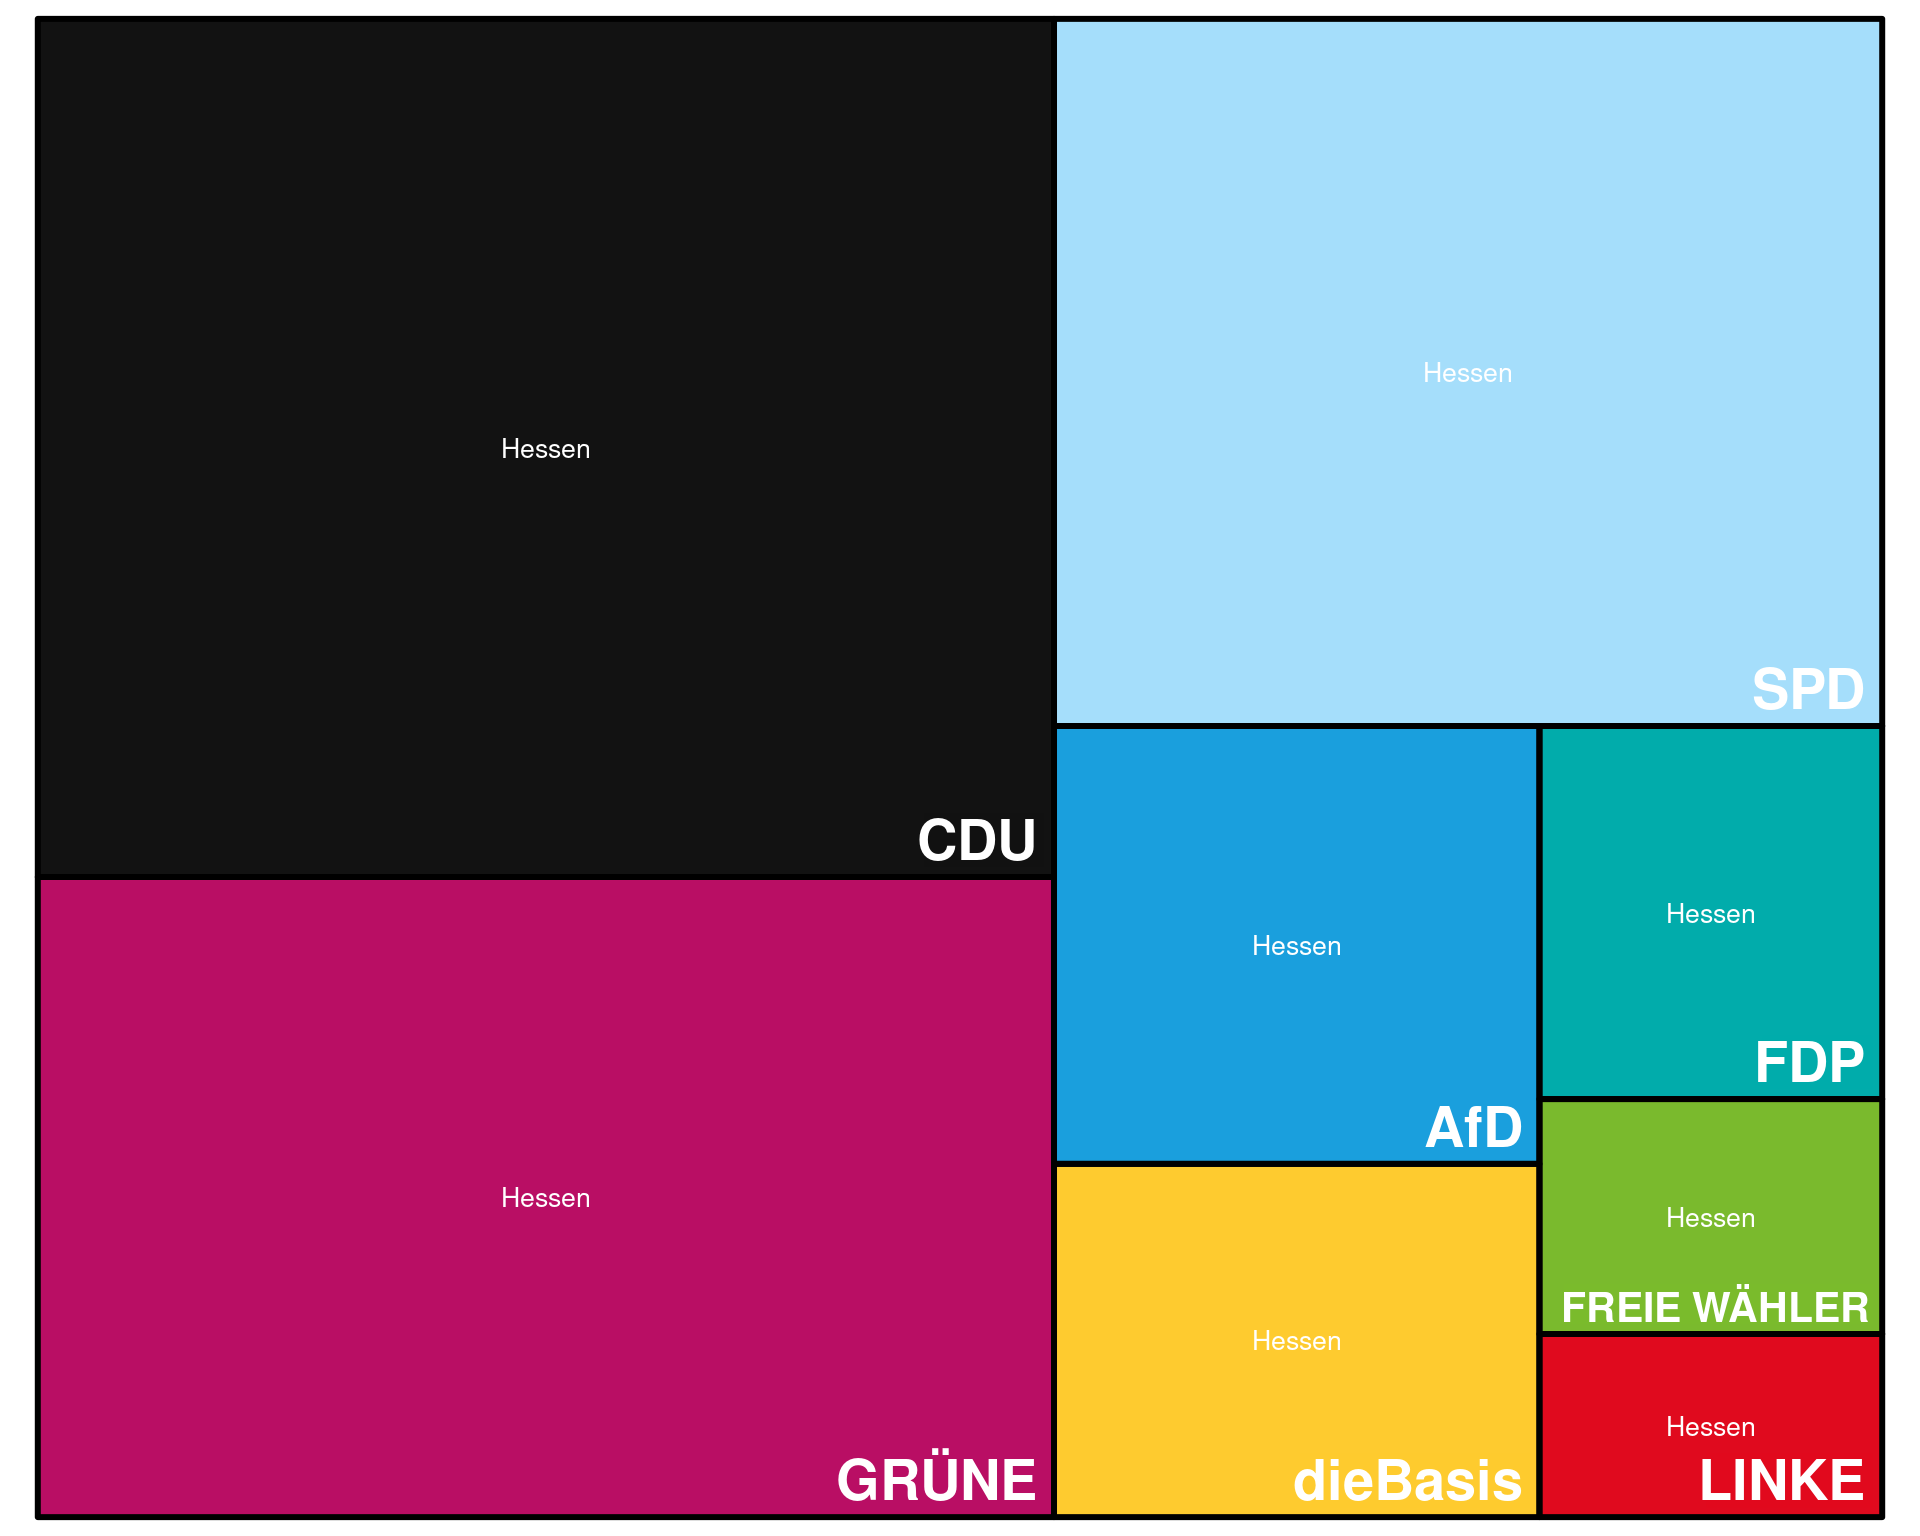 Hessen
CDU
Hessen
GRÜNE
Hessen
SPD
Hessen
AfD
Hessen
dieBasis
Hessen
FDP
Hessen
FREIE WÄHLER
Hessen
LINKE